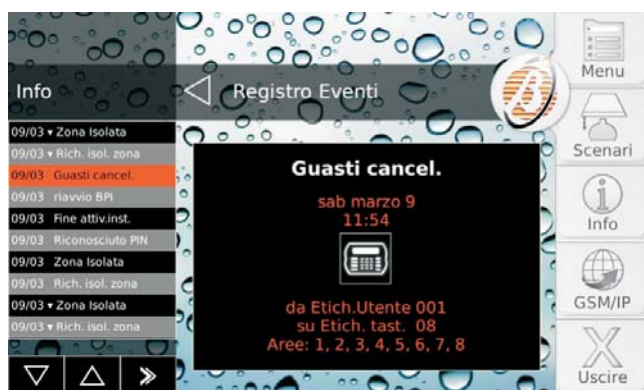 Info
Registro Eventi
09/03 ▾ Zona Isolata
09/03 ▾ Rich. isol. zona
09/03 Guasti cancel.
09/03 riavvio BPI
09/03 Fine attiv.inst.
09/03 Riconosciuto PIN
09/03 Zona Isolata
09/03 Rich. isol. zona
09/03 ▾ Zona Isolata
09/03 ▾ Rich. isol. zona
Guasti cancel.
sab marzo 9
11:54
da Etich.Utente 001
su Etich. tast. 08
Aree: 1, 2, 3, 4, 5, 6, 7, 8
Menu
Scenari
Info
GSM/IP
Uscire